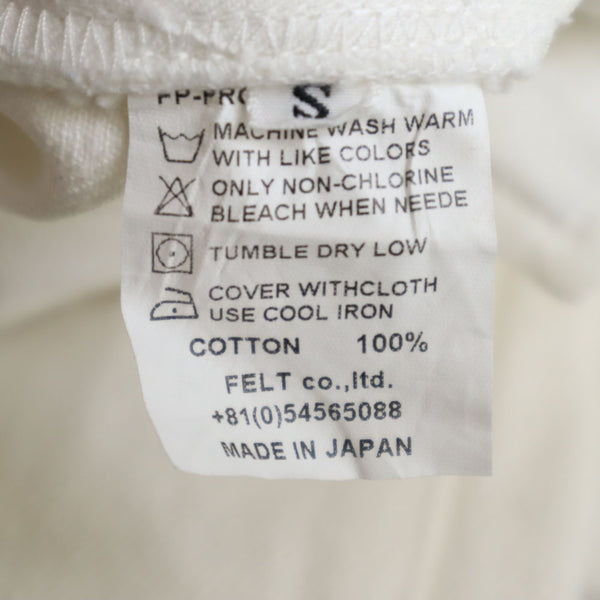 PP-PRO
S
MACHINE WASH WARM
WITH LIKE COLORS
ONLY NON-CHLORINE
BLEACH WHEN NEEDE
TUMBLE DRY LOW
COVER WITHCLOTH
USE COOL IRON
COTTON 100%
FELT co.,ltd.
+81(0)54565088
MADE IN JAPAN